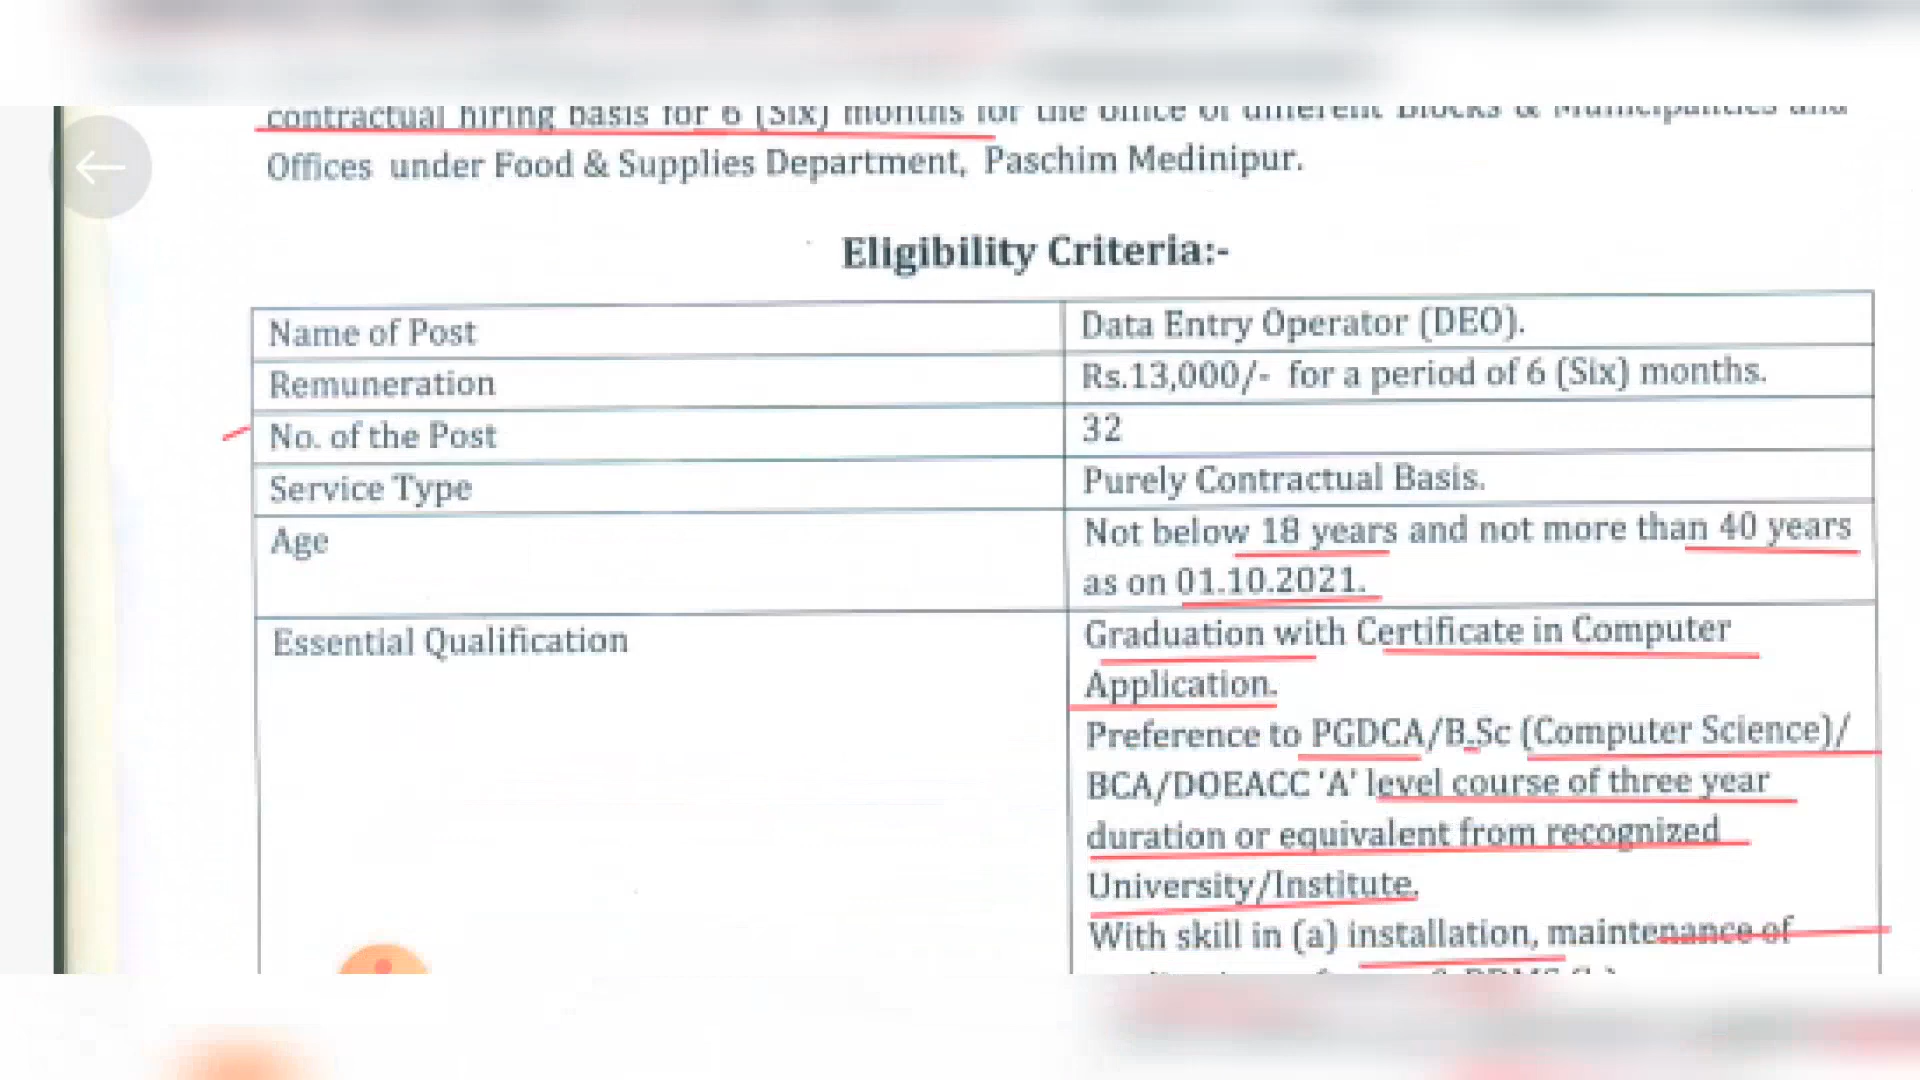 contractual hiring basis for 6 (Six) months for the office of different Blocks & Municipalities and
Offices under Food & Supplies Department, Paschim Medinipur.
Eligibility Criteria:-
Name of Post
Data Entry Operator (DEO).
Remuneration
Rs.13,000/- for a period of 6 (Six) months.
No. of the Post
32
Service Type
Purely Contractual Basis.
Age
Not below 18 years and not more than 40 years
as on 01.10.2021.
Essential Qualification
Graduation with Certificate in Computer
Application.
Preference to PGDCA/B.Sc (Computer Science)/
BCA/DOEACC 'A' level course of three year
duration or equivalent from recognized
University/Institute.
With skill in (a) installation, maintenance of